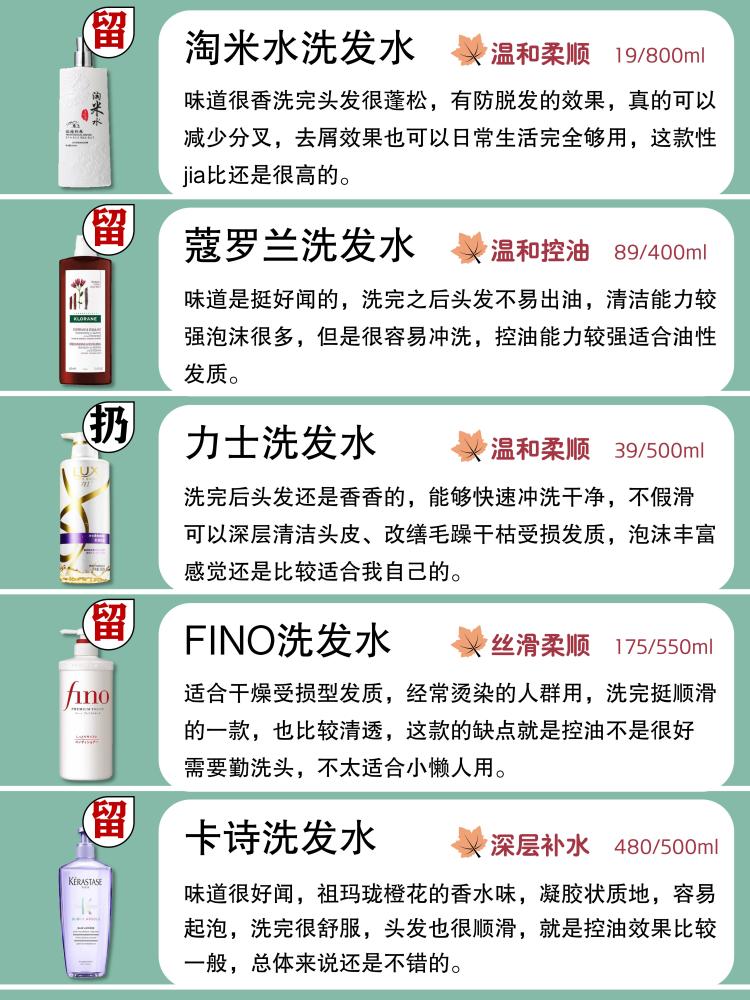 留
淘米水洗发水
温和柔顺
19/800ml
味道很香洗完头发很蓬松，有防脱发的效果，真的可以
减少分叉，去屑效果也可以日常生活完全够用，这款性
jia比还是很高的。
淘
米
水
留
蔻罗兰洗发水
温和控油
89/400ml
味道是挺好闻的，洗完之后头发不易出油，清洁能力较
强泡沫很多，但是很容易冲洗，控油能力较强适合油性
发质。
KLORANE
扔
力士洗发水
温和柔顺
39/500ml
洗完后头发还是香香的，能够快速冲洗干净，不假滑
可以深层清洁头皮、改缮毛躁干枯受损发质，泡沫丰富
感觉还是比较适合我自己的。
LUX
留
FINO洗发水
丝滑柔顺
175/550ml
适合干燥受损型发质，经常烫染的人群用，洗完挺顺滑
的一款，也比较清透，这款的缺点就是控油不是很好
需要勤洗头，不太适合小懒人用。
fino
PREMIUM TOUCH
コンディショナー
留
卡诗洗发水
深层补水
480/500ml
味道很好闻，祖玛珑橙花的香水味，凝胶状质地，容易
起泡，洗完很舒服，头发也很顺滑，就是控油效果比较
一般，总体来说还是不错的。
KÉRASTASE
K